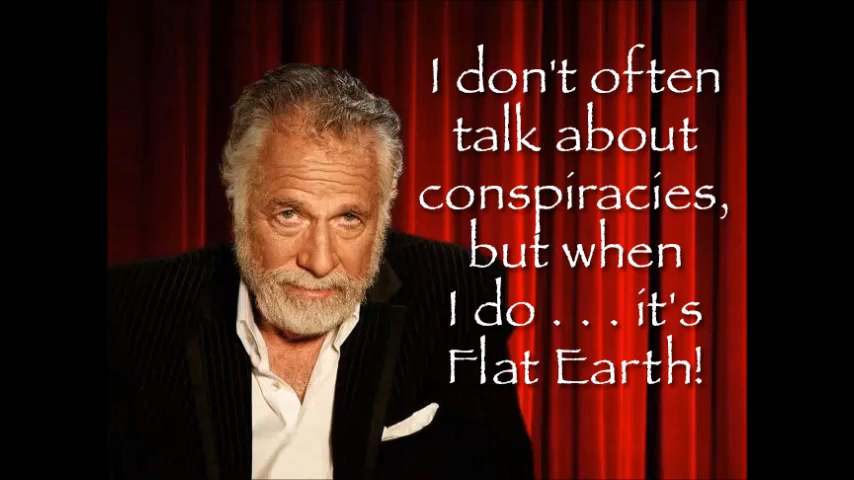 I don't often
talk about
conspiracies,
but when
I do . . . it's
Flat Earth!